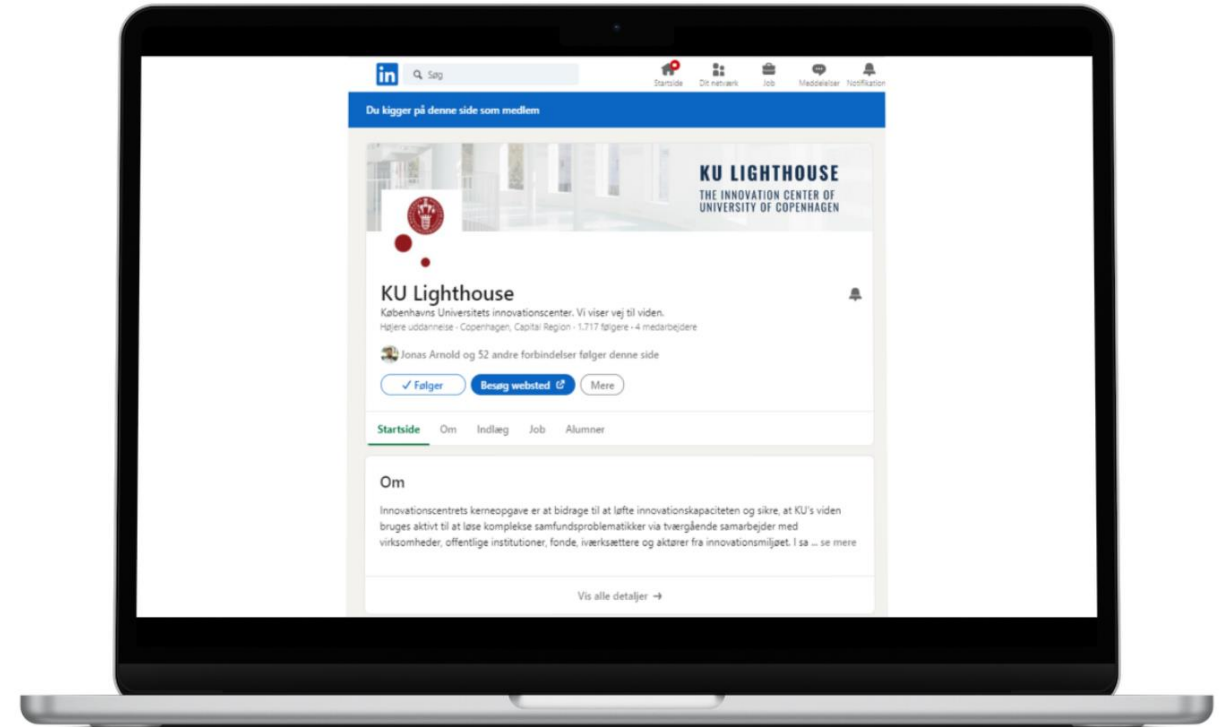 in
Søg
Startside
Dit netværk
Job
Meddelelser
Notifikation
Du kigger på denne side som medlem
KU LIGHTHOUSE
THE INNOVATION CENTER OF
UNIVERSITY OF COPENHAGEN
KU Lighthouse
Københavns Universitets innovationscenter. Vi viser vej til viden.
Højere uddannelse · Copenhagen, Capital Region · 1.717 følgere · 4 medarbejdere
Jonas Arnold og 52 andre forbindelser følger denne side
✓ Følger
Besøg websted
Mere
Startside Om Indlæg Job Alumner
Om
Innovationscentrets kerneopgave er at bidrage til at løfte innovationskapaciteten og sikre, at KU's viden
bruges aktivt til at løse komplekse samfundsproblematikker via tværgående samarbejder med
virksomheder, offentlige institutioner, fonde, iværksættere og aktører fra innovationsmiljøet. I sa ... se mere
Vis alle detaljer →